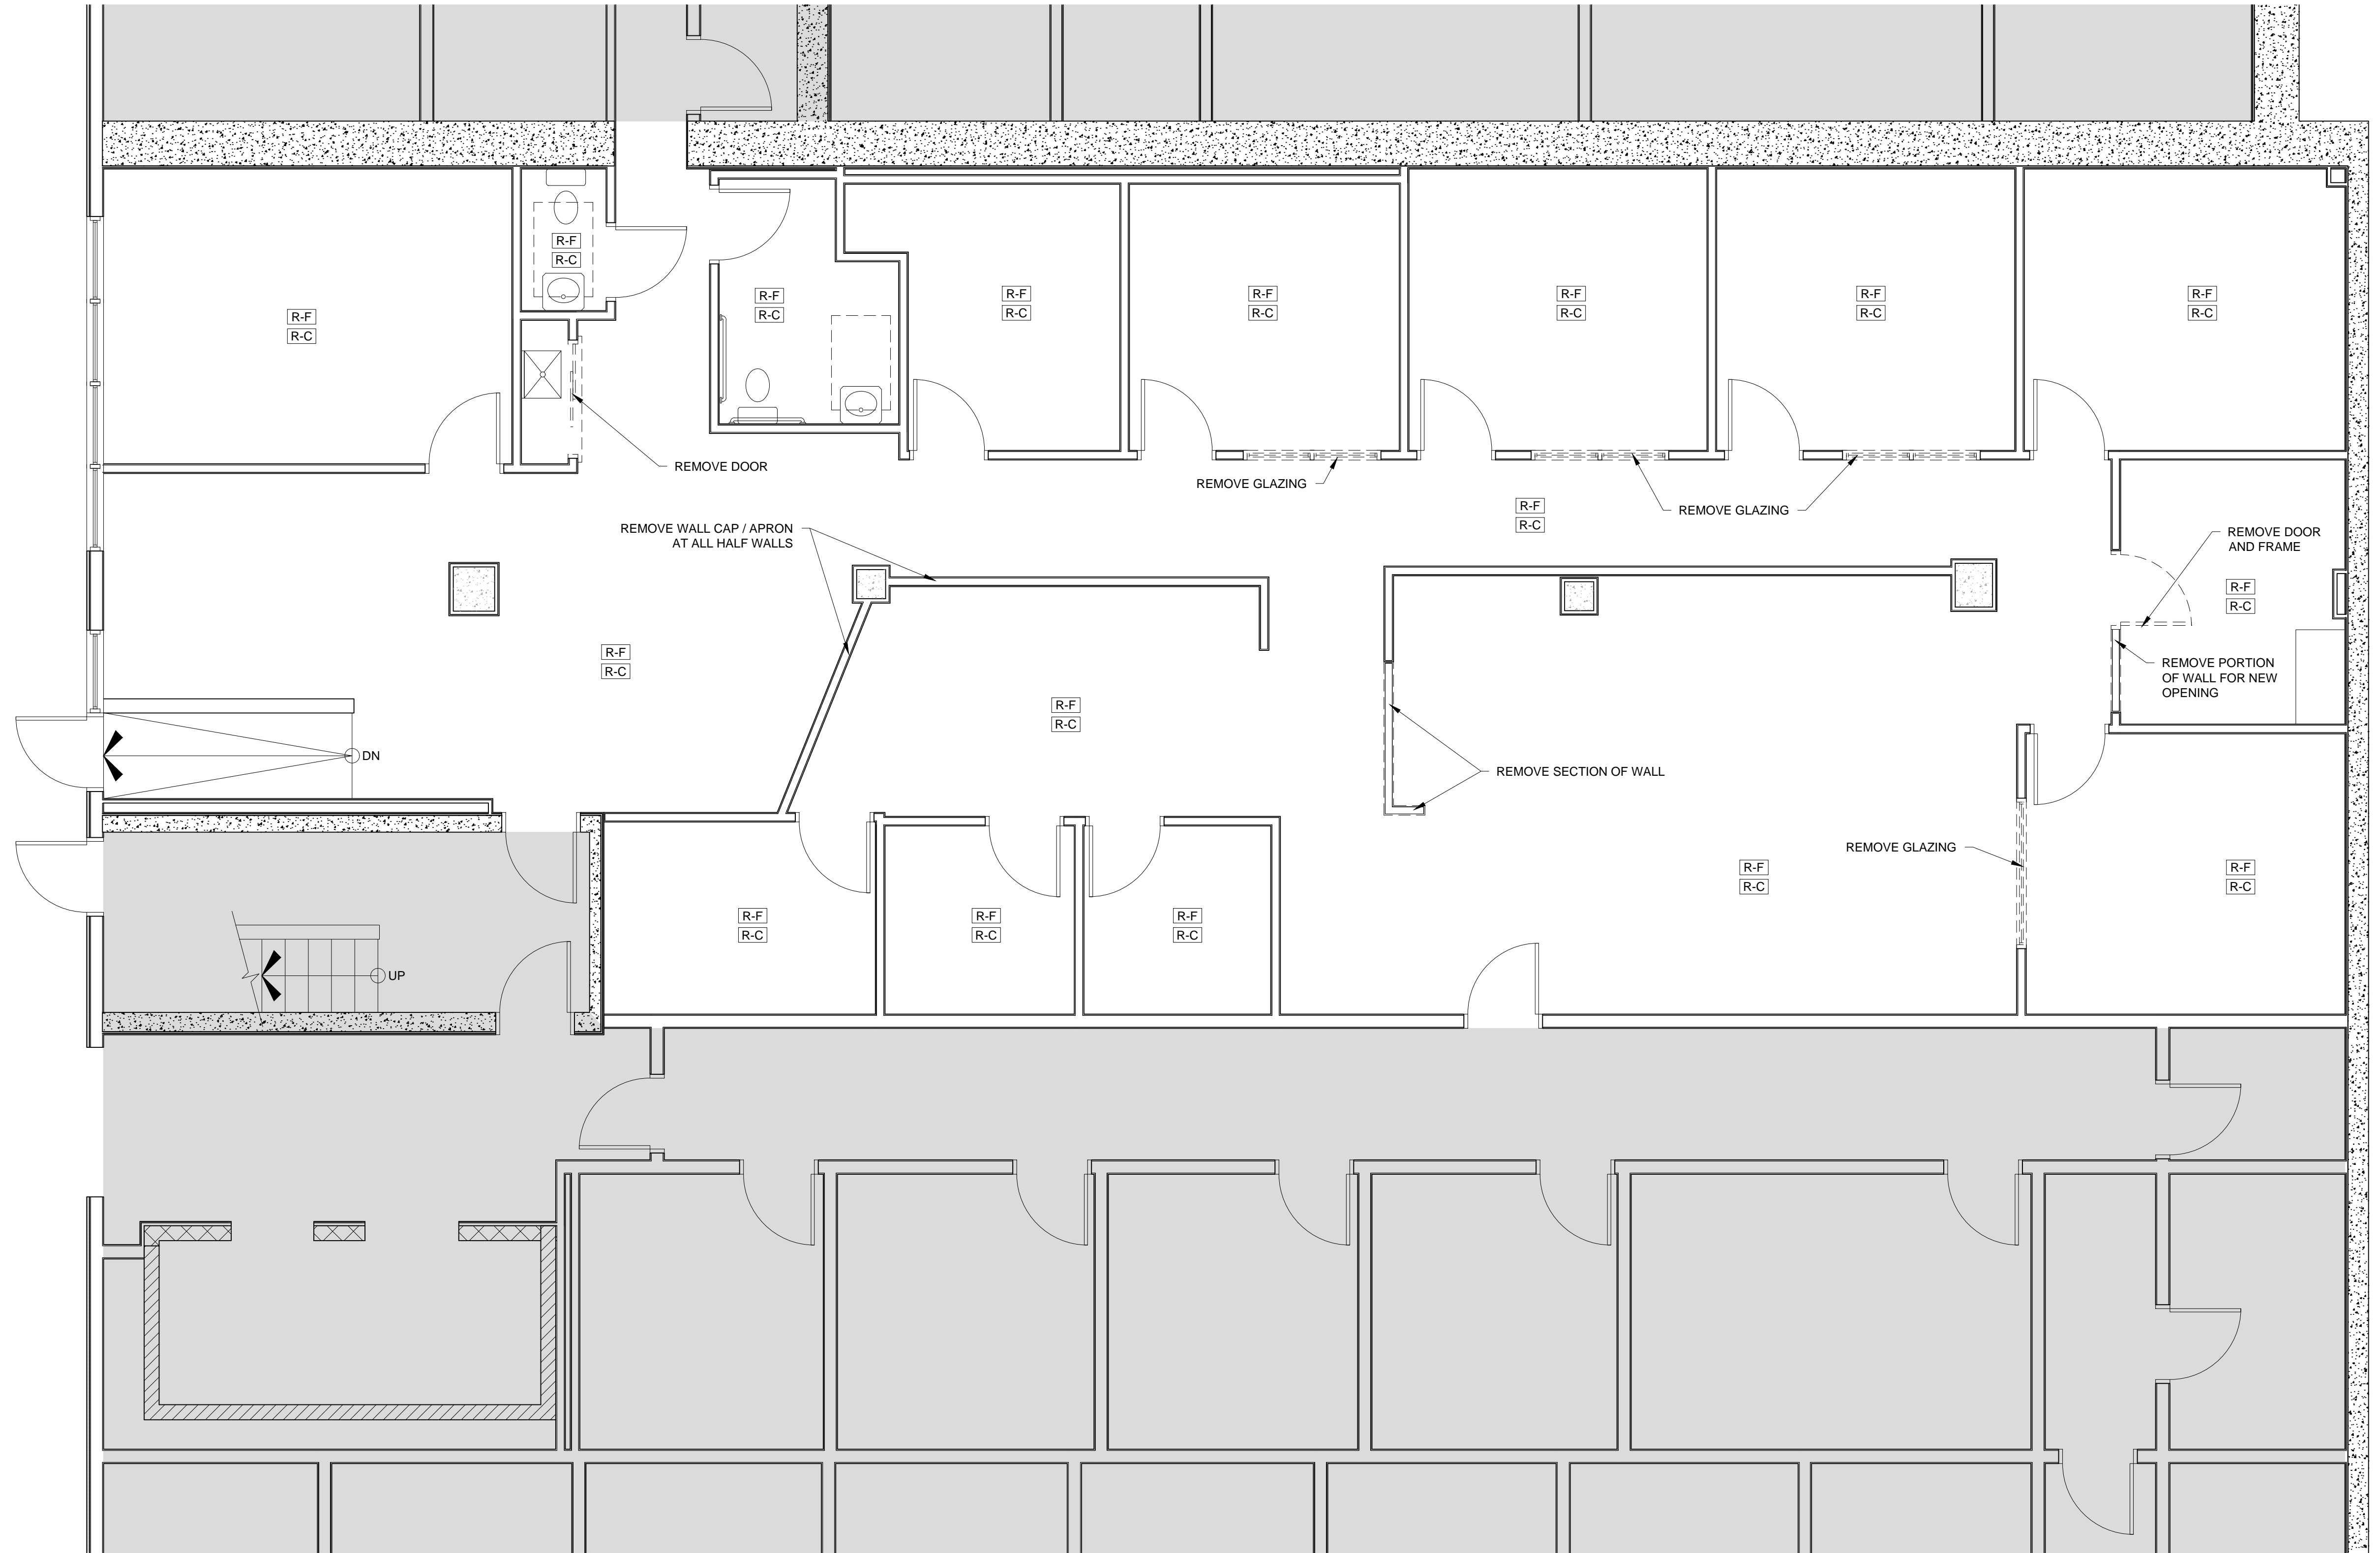 R-F
R-C
R-F
R-C
R-F
R-C
R-F
R-C
R-F
R-C
R-F
R-C
R-F
R-C
R-F
R-C
REMOVE DOOR
REMOVE GLAZING
R-F
R-C
REMOVE GLAZING
REMOVE WALL CAP / APRON
AT ALL HALF WALLS
REMOVE DOOR
AND FRAME
R-F
R-C
R-F
R-C
REMOVE PORTION
OF WALL FOR NEW
OPENING
R-F
R-C
DN
REMOVE SECTION OF WALL
REMOVE GLAZING
R-F
R-C
R-F
R-C
R-F
R-C
R-F
R-C
R-F
R-C
UP